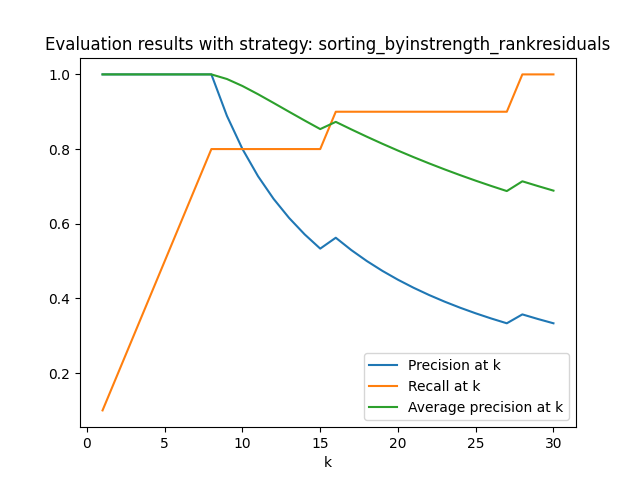 Evaluation results with strategy: sorting_byinstrength_rankresiduals
1.0
0.8
0.6
0.4
0.2
0
5
10
15
20
25
30
k
Precision at k
Recall at k
Average precision at k